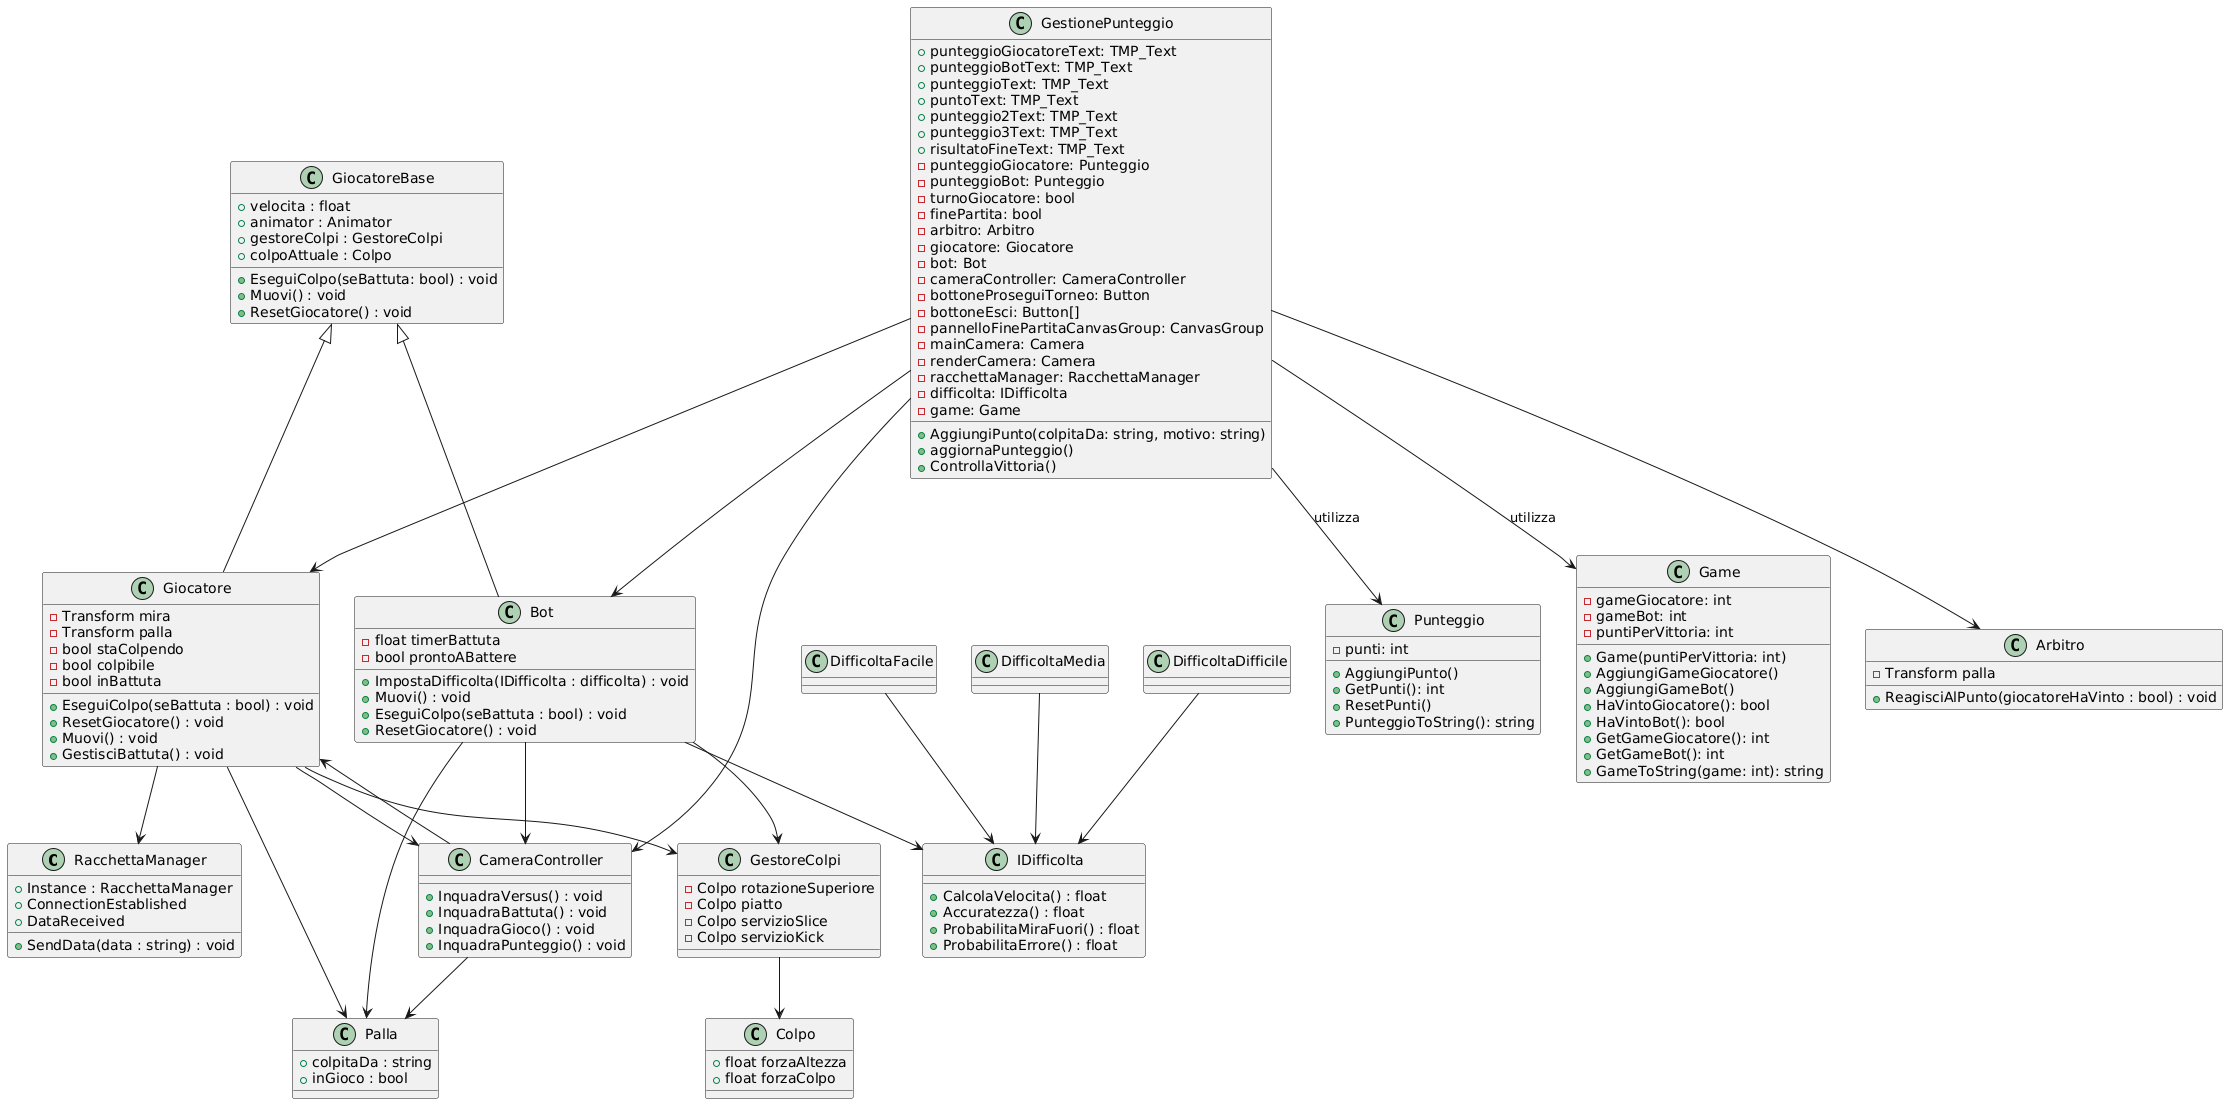 GestionePunteggio
punteggioGiocatoreText: TMP_Text
punteggioBotText: TMP_Text
punteggioText: TMP_Text
puntoText: TMP_Text
punteggio2Text: TMP_Text
punteggio3Text: TMP_Text
risultatoFineText: TMP_Text
punteggioGiocatore: Punteggio
punteggioBot: Punteggio
turnoGiocatore: bool
finePartita: bool
arbitro: Arbitro
giocatore: Giocatore
bot: Bot
cameraController: CameraController
bottoneProseguiTorneo: Button
bottoneEsci: Button[]
pannelloFinePartitaCanvasGroup: CanvasGroup
mainCamera: Camera
renderCamera: Camera
racchettaManager: RacchettaManager
difficolta: IDifficolta
game: Game
AggiungiPunto(colpitaDa: string, motivo: string)
aggiornaPunteggio()
ControllaVittoria()
C GiocatoreBase
velocita : float
animator : Animator
gestoreColpi : GestoreColpi
colpoAttuale : Colpo
EseguiColpo(seBattuta: bool) : void
Muovi() : void
ResetGiocatore() : void
utilizza
utilizza
C Giocatore
Transform mira
Transform palla
bool staColpendo
bool colpibile
bool inBattuta
EseguiColpo(seBattuta : bool) : void
ResetGiocatore() : void
Muovi() : void
GestisciBattuta() : void
C Bot
float timerBattuta
bool prontoABattere
ImpostaDifficolta(IDifficolta : difficolta) : void
Muovi() : void
EseguiColpo(seBattuta : bool) : void
ResetGiocatore() : void
C DifficoltaFacile
C DifficoltaMedia
C DifficoltaDifficile
C Punteggio
punti: int
AggiungiPunto()
GetPunti(): int
ResetPunti()
PunteggioToString(): string
C Game
gameGiocatore: int
gameBot: int
puntiPerVittoria: int
Game(puntiPerVittoria: int)
AggiungiGameGiocatore()
AggiungiGameBot()
HaVintoGiocatore(): bool
HaVintoBot(): bool
GetGameGiocatore(): int
GetGameBot(): int
GameToString(game: int): string
C Arbitro
Transform palla
ReagisciAlPunto(giocatoreHaVinto : bool) : void
C RacchettaManager
Instance : RacchettaManager
ConnectionEstablished
DataReceived
SendData(data : string) : void
C CameraController
InquadraVersus() : void
InquadraBattuta() : void
InquadraGioco() : void
InquadraPunteggio() : void
C GestoreColpi
Colpo rotazioneSuperiore
Colpo piatto
Colpo servizioSlice
Colpo servizioKick
C IDifficolta
CalcolaVelocita() : float
Accuratezza() : float
ProbabilitaMiraFuori() : float
ProbabilitaErrore() : float
C Palla
colpitaDa : string
inGioco : bool
C Colpo
float forzaAltezza
float forzaColpo